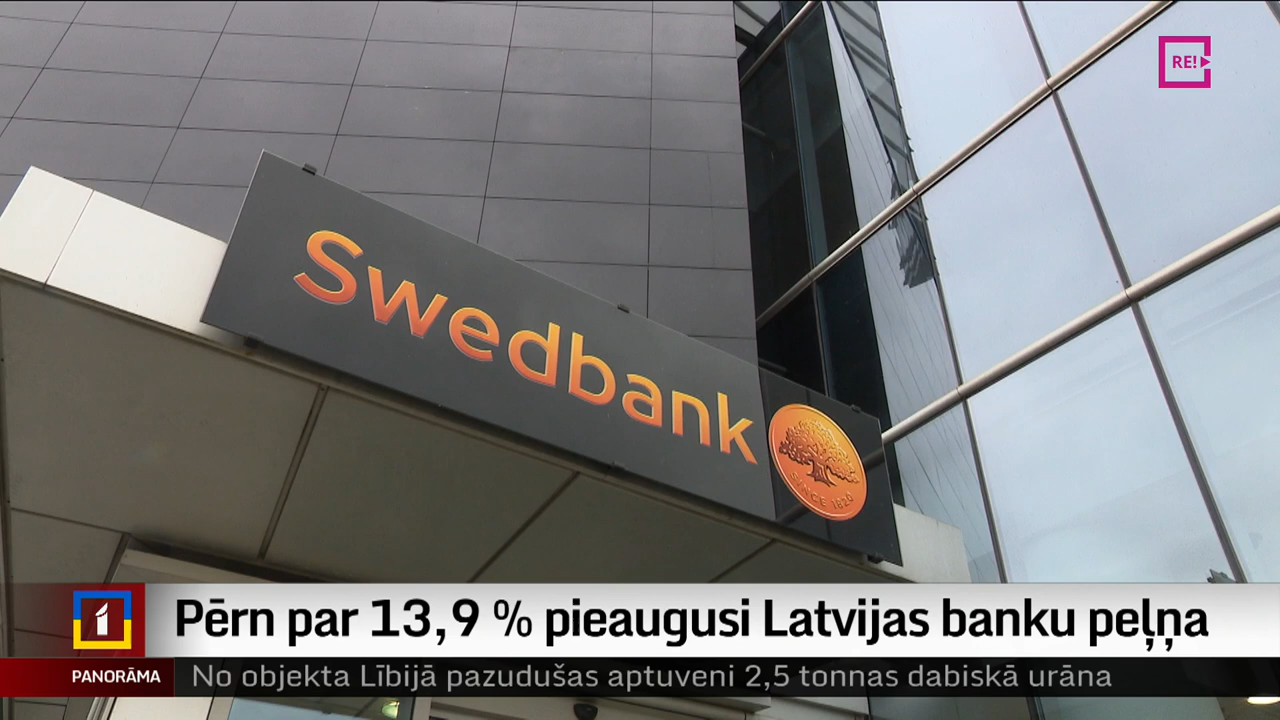 RE!
Swedbank
SINCE 1820
1
Pērn par 13,9 % pieaugusi Latvijas banku peļņa
PANORĀMA
No objekta Lībijā pazudušas aptuveni 2,5 tonnas dabiskā urāna